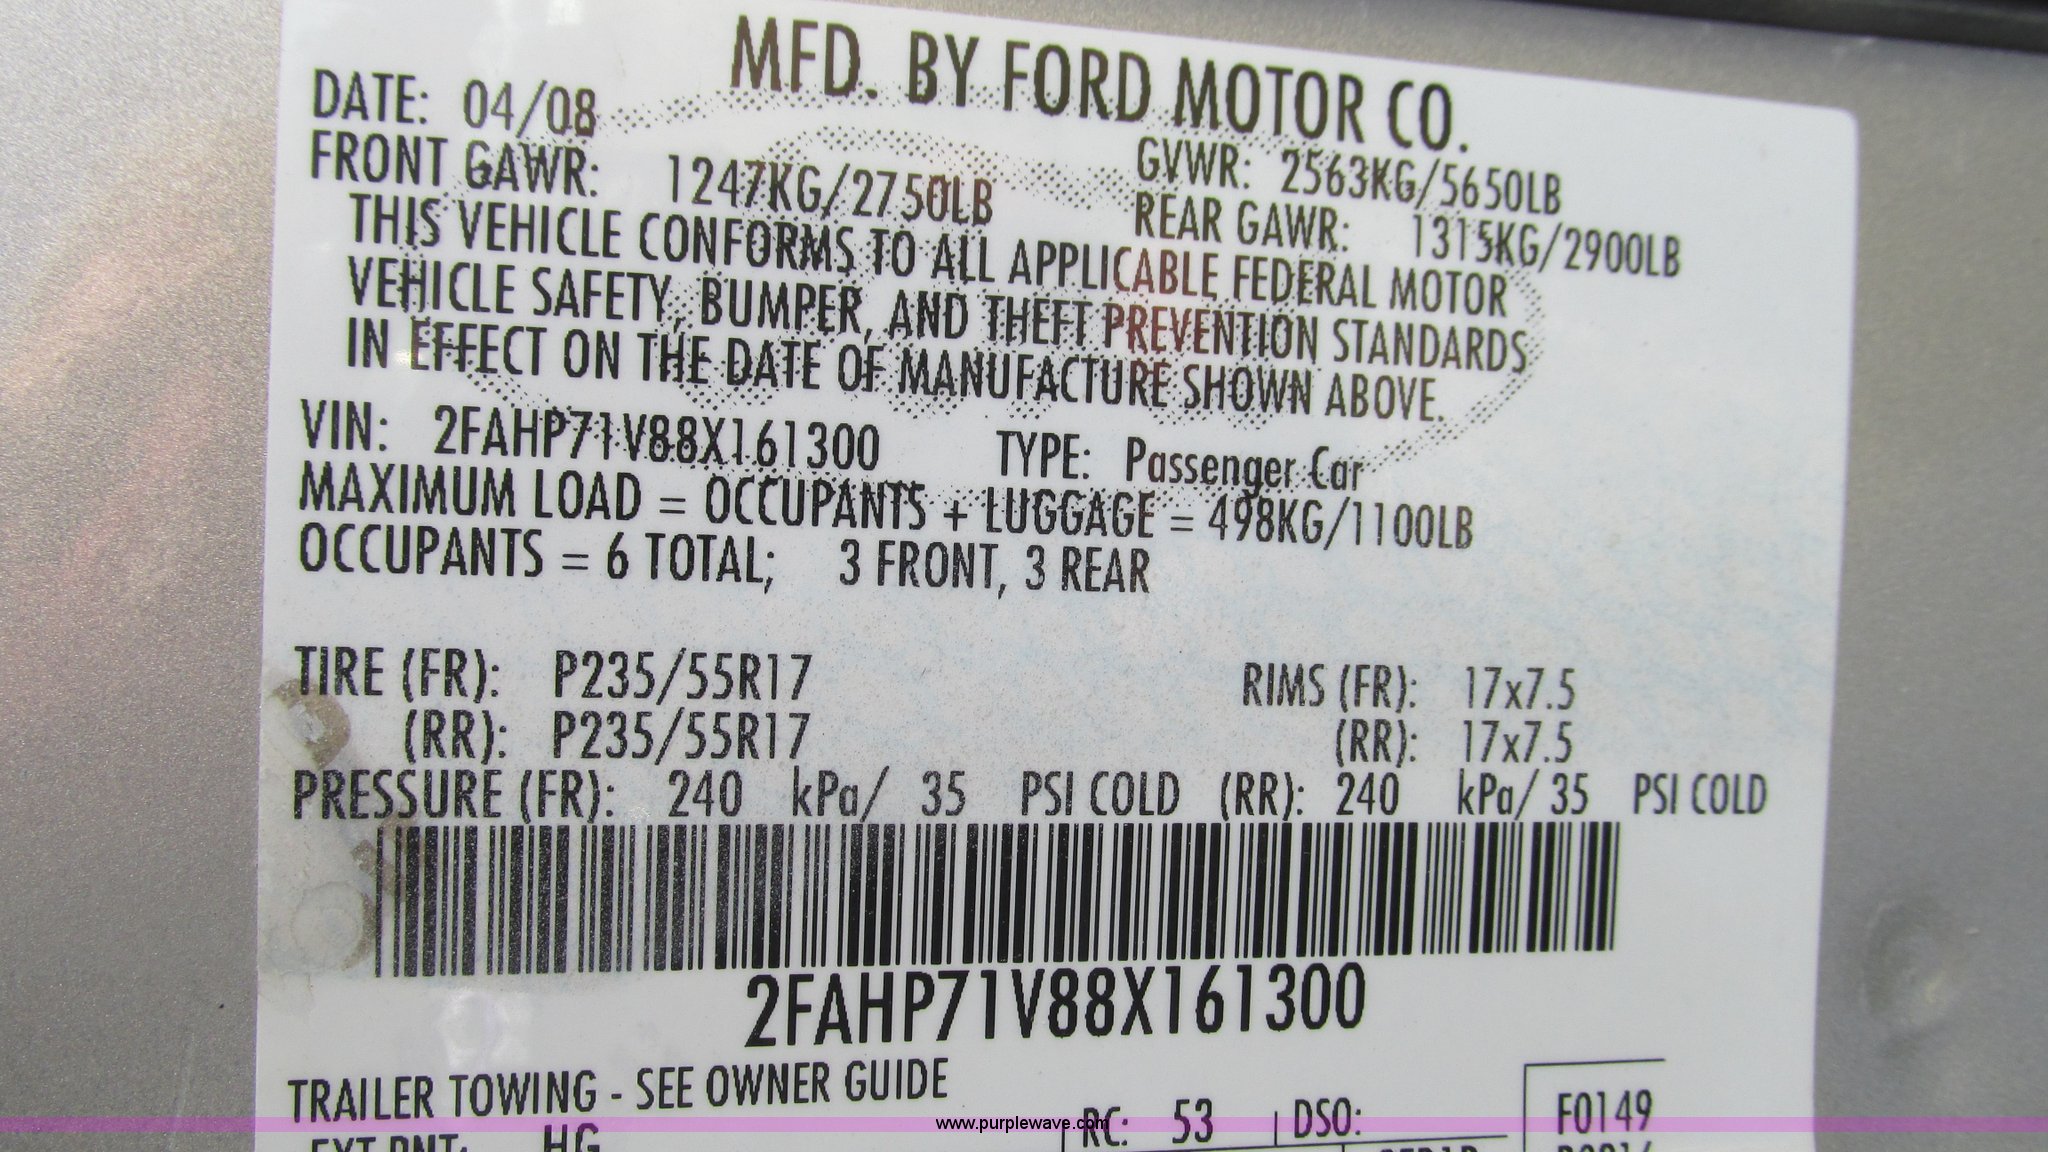 MFD. BY FORD MOTOR CO.
DATE: 04/08
GVWR: 2563KG/5650LB
FRONT GAWR: 1247KG/2750LB
REAR GAWR: 1315KG/2900LB
THIS VEHICLE CONFORMS TO ALL APPLICABLE FEDERAL MOTOR
VEHICLE SAFETY, BUMPER, AND THEFT PREVENTION STANDARDS
IN EFFECT ON THE DATE OF MANUFACTURE SHOWN ABOVE.
VIN: 2FAHP71V88X161300 TYPE: Passenger Car
MAXIMUM LOAD = OCCUPANTS + LUGGAGE = 498KG/1100LB
OCCUPANTS = 6 TOTAL; 3 FRONT, 3 REAR
TIRE (FR): P235/55R17 RIMS (FR): 17x7.5
(RR): P235/55R17 (RR): 17x7.5
PRESSURE (FR): 240 kPa/ 35 PSI COLD (RR): 240 kPa/ 35 PSI COLD
2FAHP71V88X161300
TRAILER TOWING - SEE OWNER GUIDE
RC: 53 DSO: F0149
EXT PNT: HG
www.purplewave.com